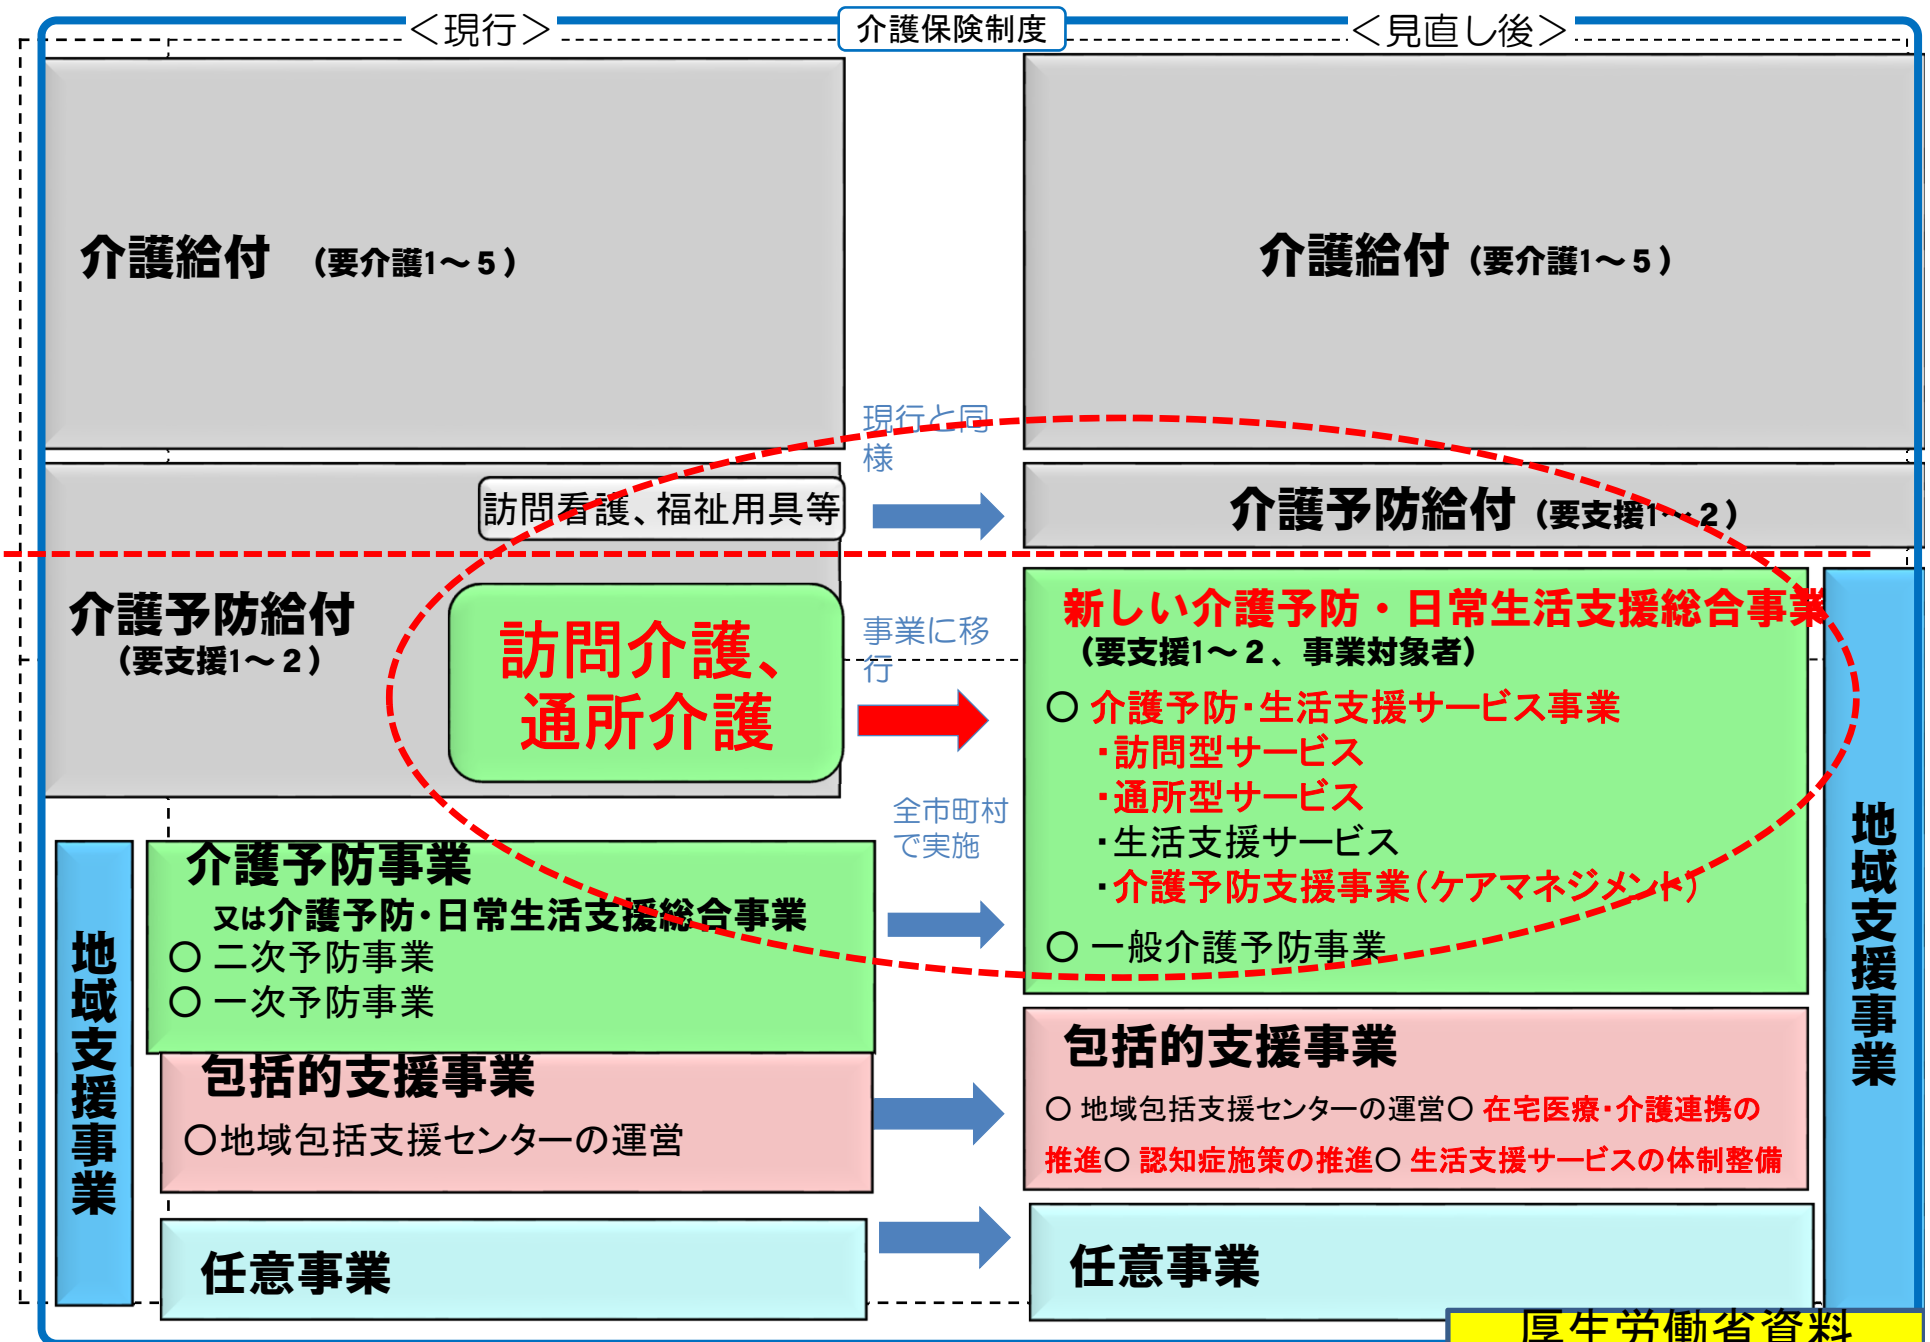 ＜現行＞
介護保険制度
＜見直し後＞
介護給付 （要介護1～5）
介護給付（要介護1～5）
現行と同
様
訪問看護、福祉用具等
介護予防給付（要支援1～2）
介護予防給付
（要支援1～2）
訪問介護、
通所介護
事業に移
行
新しい介護予防・日常生活支援総合事業
（要支援1～2、事業対象者）
○ 介護予防・生活支援サービス事業
・訪問型サービス
・通所型サービス
・生活支援サービス
・介護予防支援事業（ケアマネジメント）
○ 一般介護予防事業
全市町村
で実施
地域支援事業
介護予防事業
又は介護予防・日常生活支援総合事業
○ 二次予防事業
○ 一次予防事業
包括的支援事業
○地域包括支援センターの運営
任意事業
包括的支援事業
○ 地域包括支援センターの運営○ 在宅医療・介護連携の
推進○ 認知症施策の推進○ 生活支援サービスの体制整備
任意事業
地域支援事業
厚生労働省資料